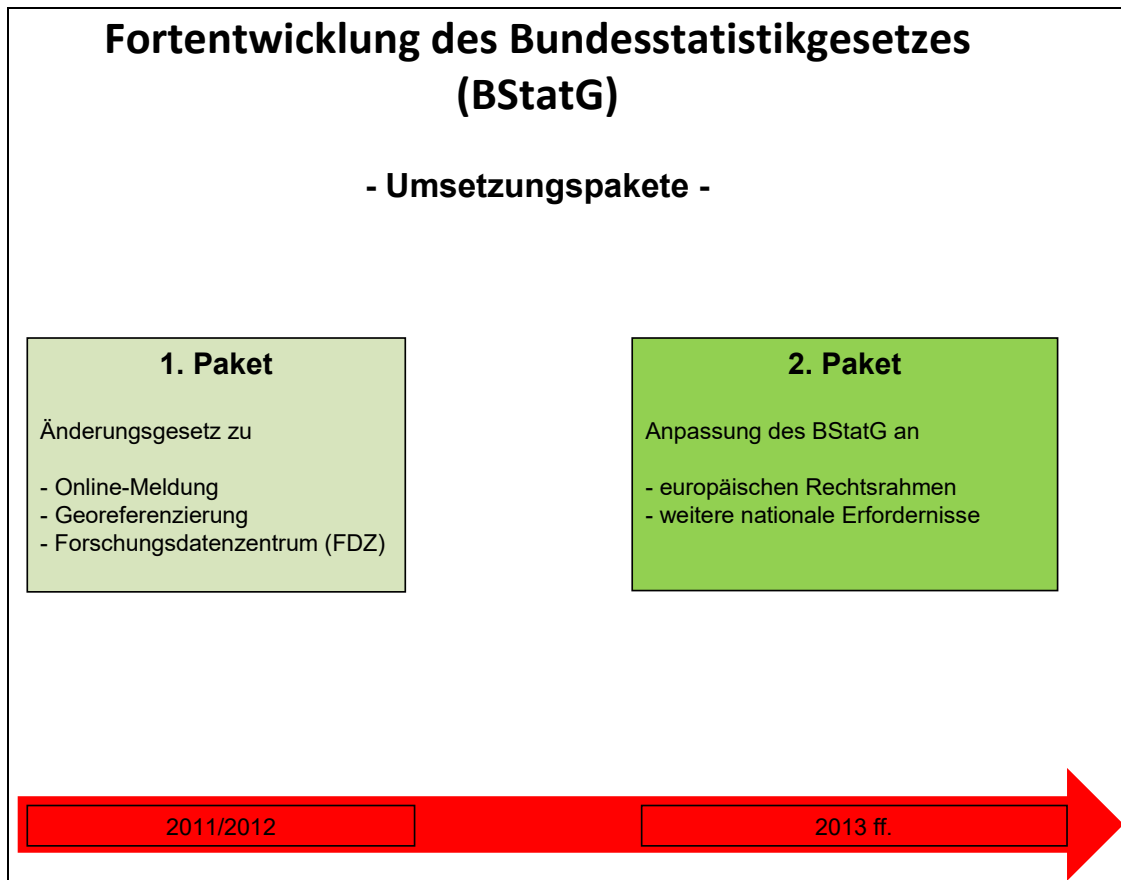 Fortentwicklung des Bundesstatistikgesetzes
(BStatG)
- Umsetzungspakete -
1. Paket
Änderungsgesetz zu
- Online-Meldung
- Georeferenzierung
- Forschungsdatenzentrum (FDZ)
2. Paket
Anpassung des BStatG an
- europäischen Rechtsrahmen
- weitere nationale Erfordernisse
2011/2012
2013 ff.